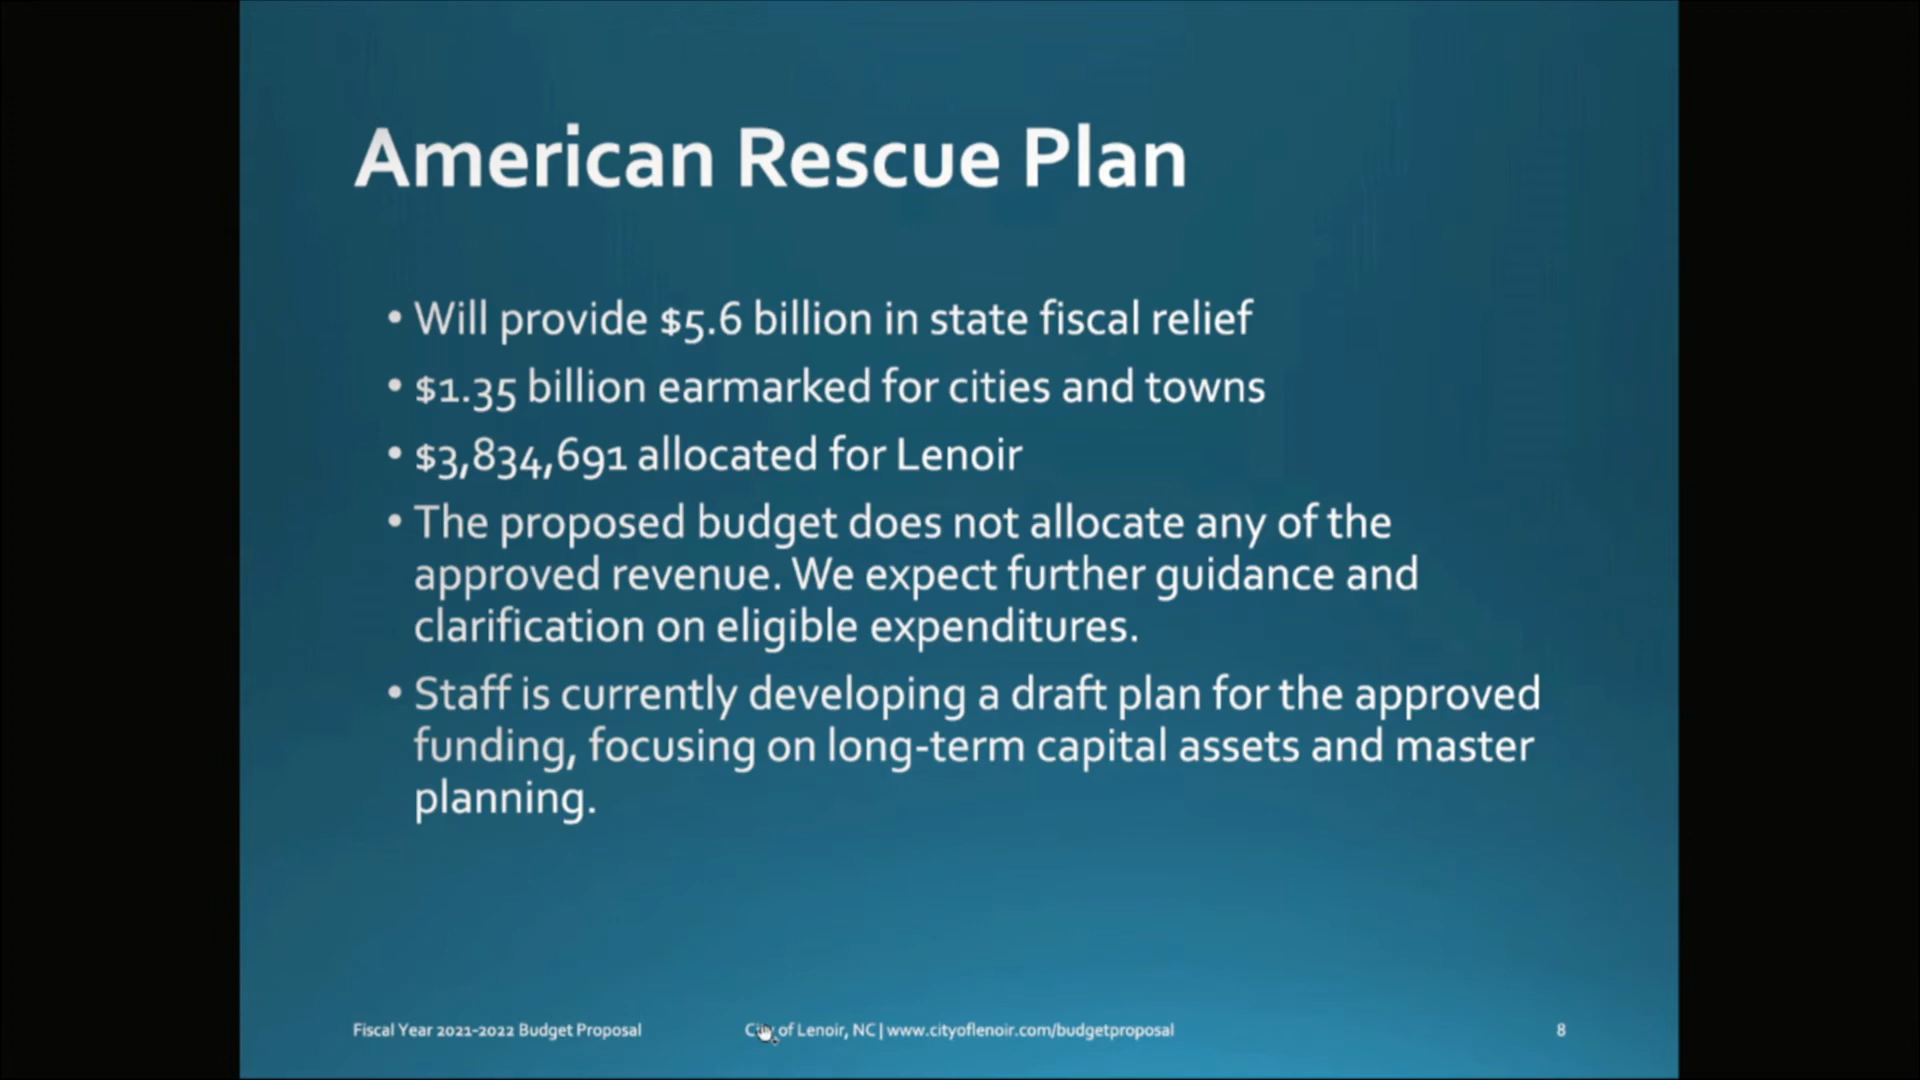 American Rescue Plan
• Will provide $5.6 billion in state fiscal relief
• $1.35 billion earmarked for cities and towns
• $3,834,691 allocated for Lenoir
• The proposed budget does not allocate any of the
approved revenue. We expect further guidance and
clarification on eligible expenditures.
• Staff is currently developing a draft plan for the approved
funding, focusing on long-term capital assets and master
planning.
Fiscal Year 2021-2022 Budget Proposal City of Lenoir, NC | www.cityoflenoir.com/budgetproposal 8